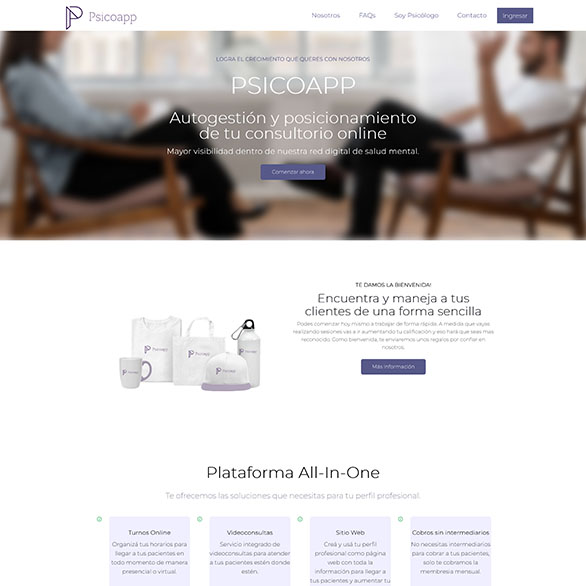 Psicoapp
Nosotros FAQs Soy Psicólogo Contacto Ingresar
LOGRA EL CRECIMIENTO QUE QUERES CON NOSOTROS
PSICOAPP
Autogestión y posicionamiento
de tu consultorio online
Mayor visibilidad dentro de nuestra red digital de salud mental.
Comenzar ahora
TE DAMOS LA BIENVENIDA!
Encuentra y maneja a tus
clientes de una forma sencilla
Podes comenzar hoy mismo a trabajar de forma rápida. A medida que vayas
realizando sesiones vas a ir aumentando tu calificación y eso hará que seas más
reconocido. Como bienvenida, te enviaremos unos regalos por confiar en
nosotros.
Más información
Psicoapp
Psicoapp
Psicoapp
Psicoapp
Psicoapp
Plataforma All-In-One
Te ofrecemos las soluciones que necesitas para tu perfil profesional.
Turnos Online
Organizá tus horarios para
llegar a tus pacientes en
todo momento de manera
presencial o virtual.
Videoconsultas
Servicio integrado de
videoconsultas para atender
a tus pacientes estén donde
estén.
Sitio Web
Creá y usá tu perfil
profesional como página
web con toda la
información para llegar a
tus pacientes y aumentar tu
Cobros sin intermediarios
No necesitas intermediarios
para cobrar a tus pacientes,
solo te cobramos la
membresía mensual.